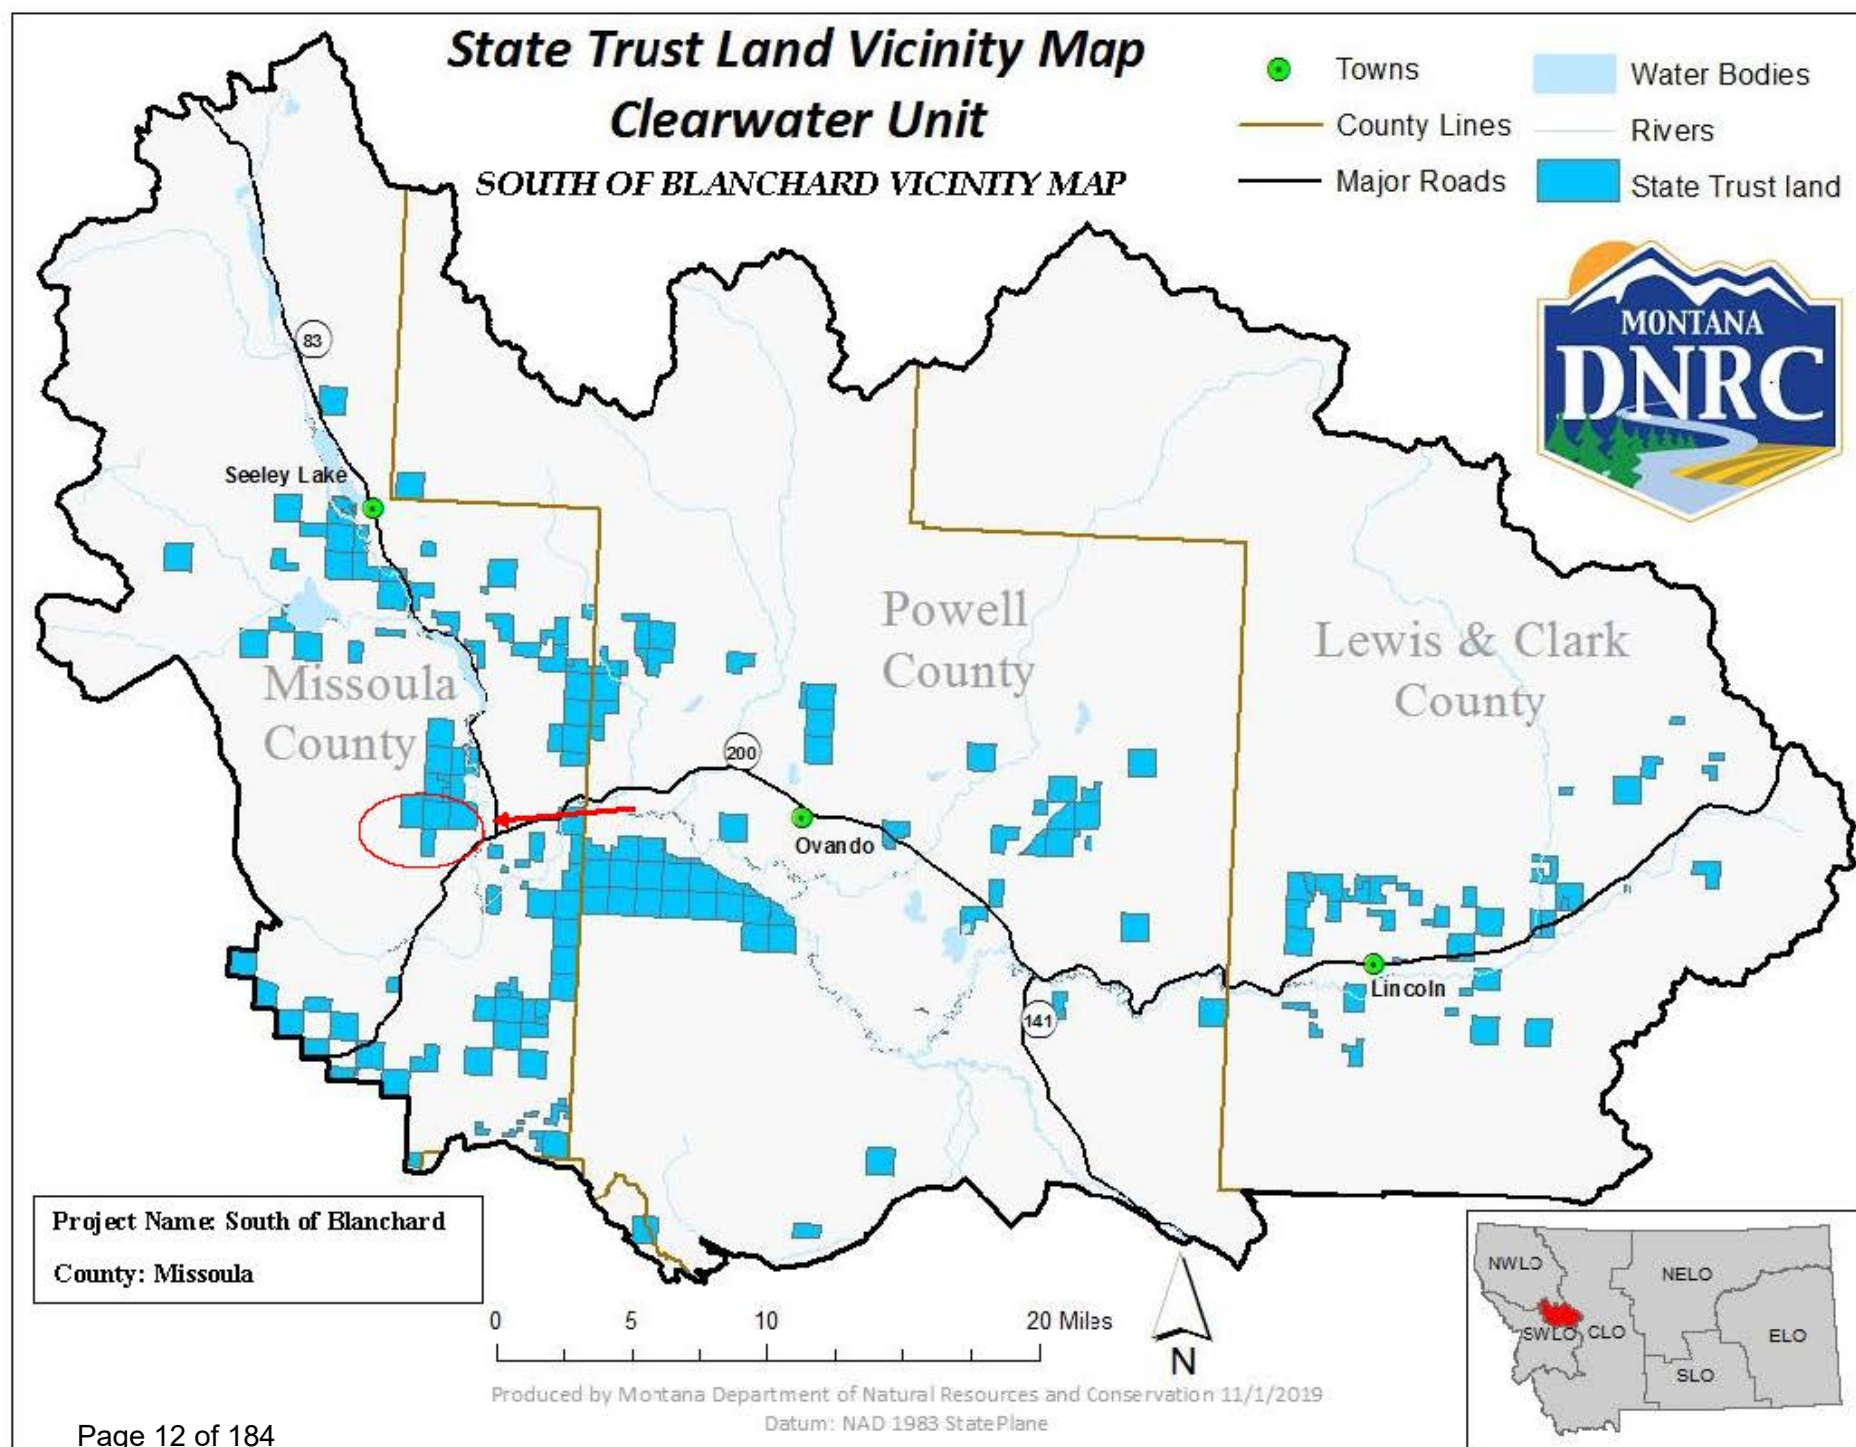 State Trust Land Vicinity Map
Clearwater Unit
SOUTH OF BLANCHARD VICINITY MAP
Towns
County Lines
Major Roads
Water Bodies
Rivers
State Trust land
MONTANA
DNRC
83
Seeley Lake
Powell
County
Lewis & Clark
County
Missoula
County
200
Ovando
Lincoln
141
Project Name: South of Blanchard
County: Missoula
0 5 10 20 Miles
N
NWLO
NELO
SWLO
CLO
ELO
SLO
Produced by Montana Department of Natural Resources and Conservation 11/1/2019
Datum: NAD 1983 StatePlane
Page 12 of 184